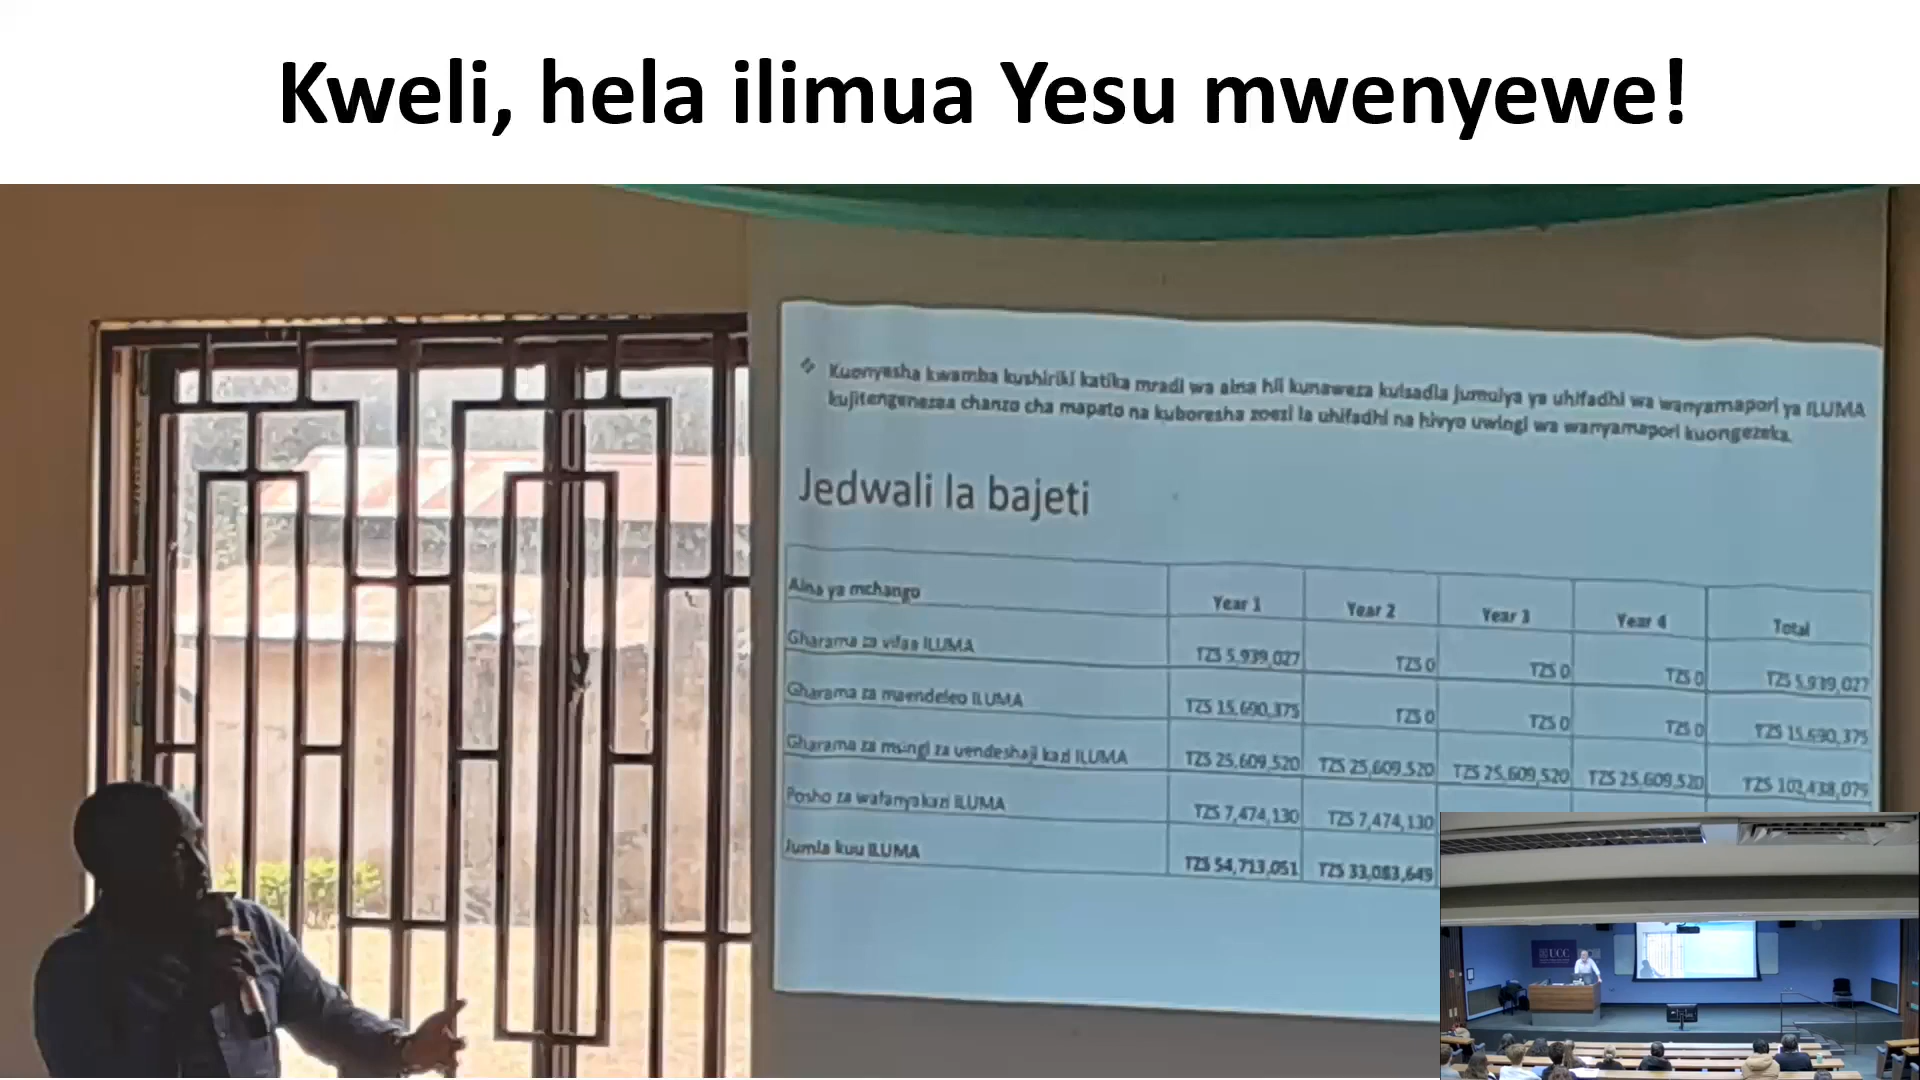 Kweli, hela ilimua Yesu mwenyewe!
Kuonyesha kwamba kushiriki katika mradi wa aina hii kunaweza kuisadia jumuiya ya uhifadhi wa wanyamapori ya ILUMA
kujitengenezea chanzo cha mapato na kuboresha zoezi la uhifadhi na hivyo uwingi wa wanyamapori kuongezeka.
Jedwali la bajeti
Aina ya mchango Year 1 Year 2 Year 3 Year 4 Total
Gharama za vifaa ILUMA TZS 5,939,027 TZS 0 TZS 0 TZS 0 TZS 5,939,027
Gharama za maendeleo ILUMA TZS 15,690,375 TZS 0 TZS 0 TZS 0 TZS 15,690,375
Gharama za msingi za uendeshaji kazi ILUMA TZS 25,609,520 TZS 25,609,520 TZS 25,609,520 TZS 25,609,520 TZS 102,438,079
Posho za wafanyakazi ILUMA TZS 7,474,130 TZS 7,474,130
Jumla kuu ILUMA TZS 54,713,051 TZS 33,083,649
UCC